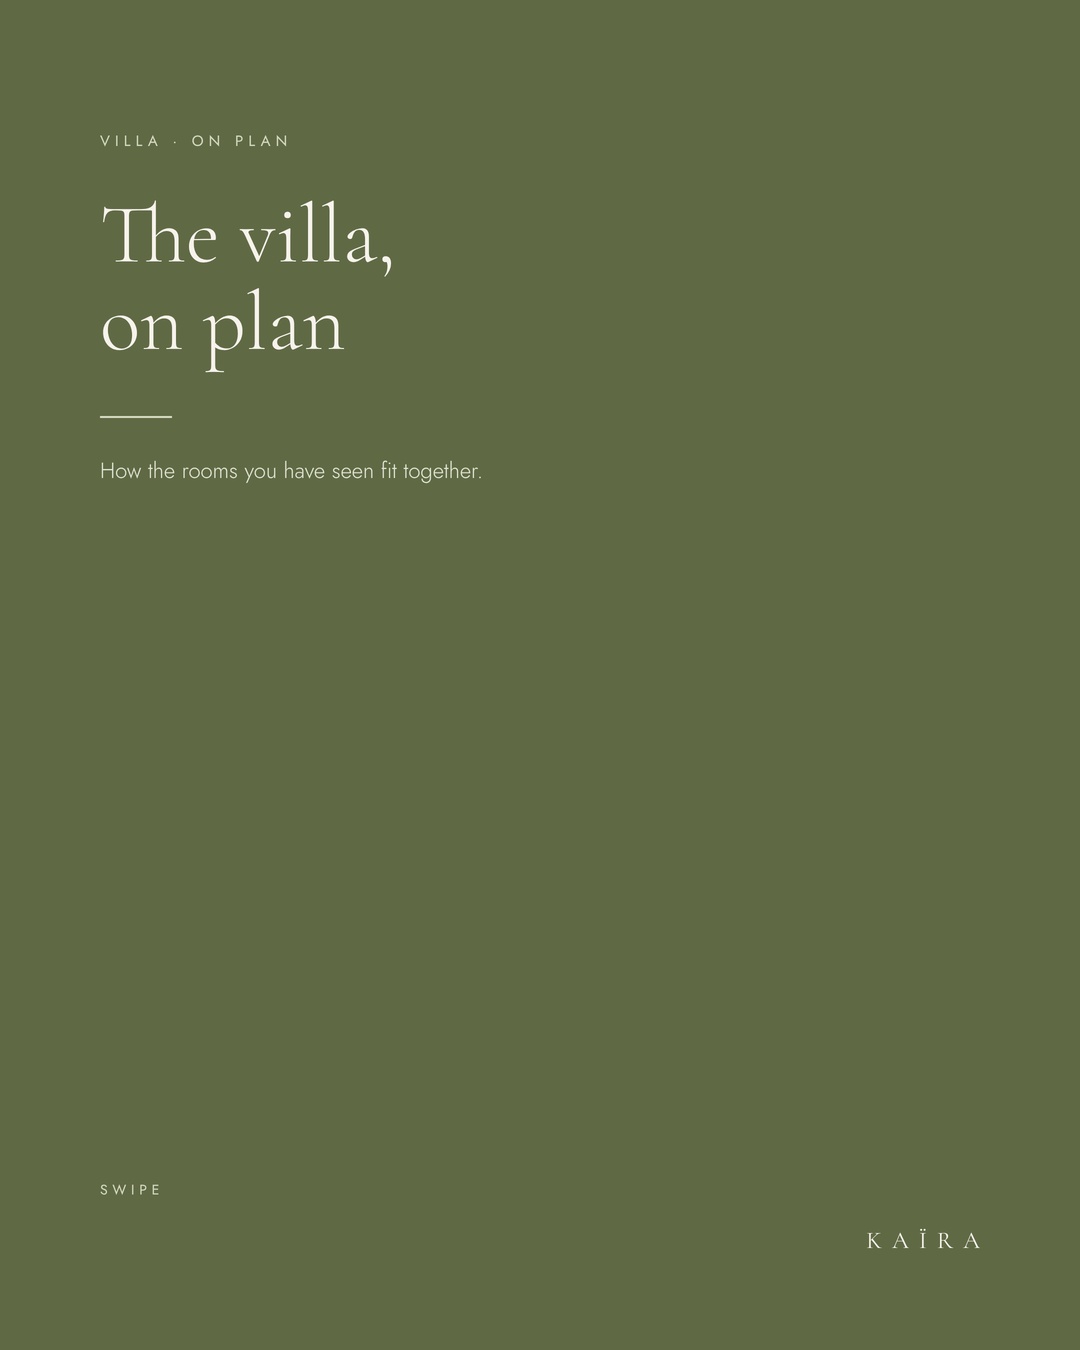 VILLA · ON PLAN
The villa,
on plan
How the rooms you have seen fit together.
SWIPE
KAÏRA